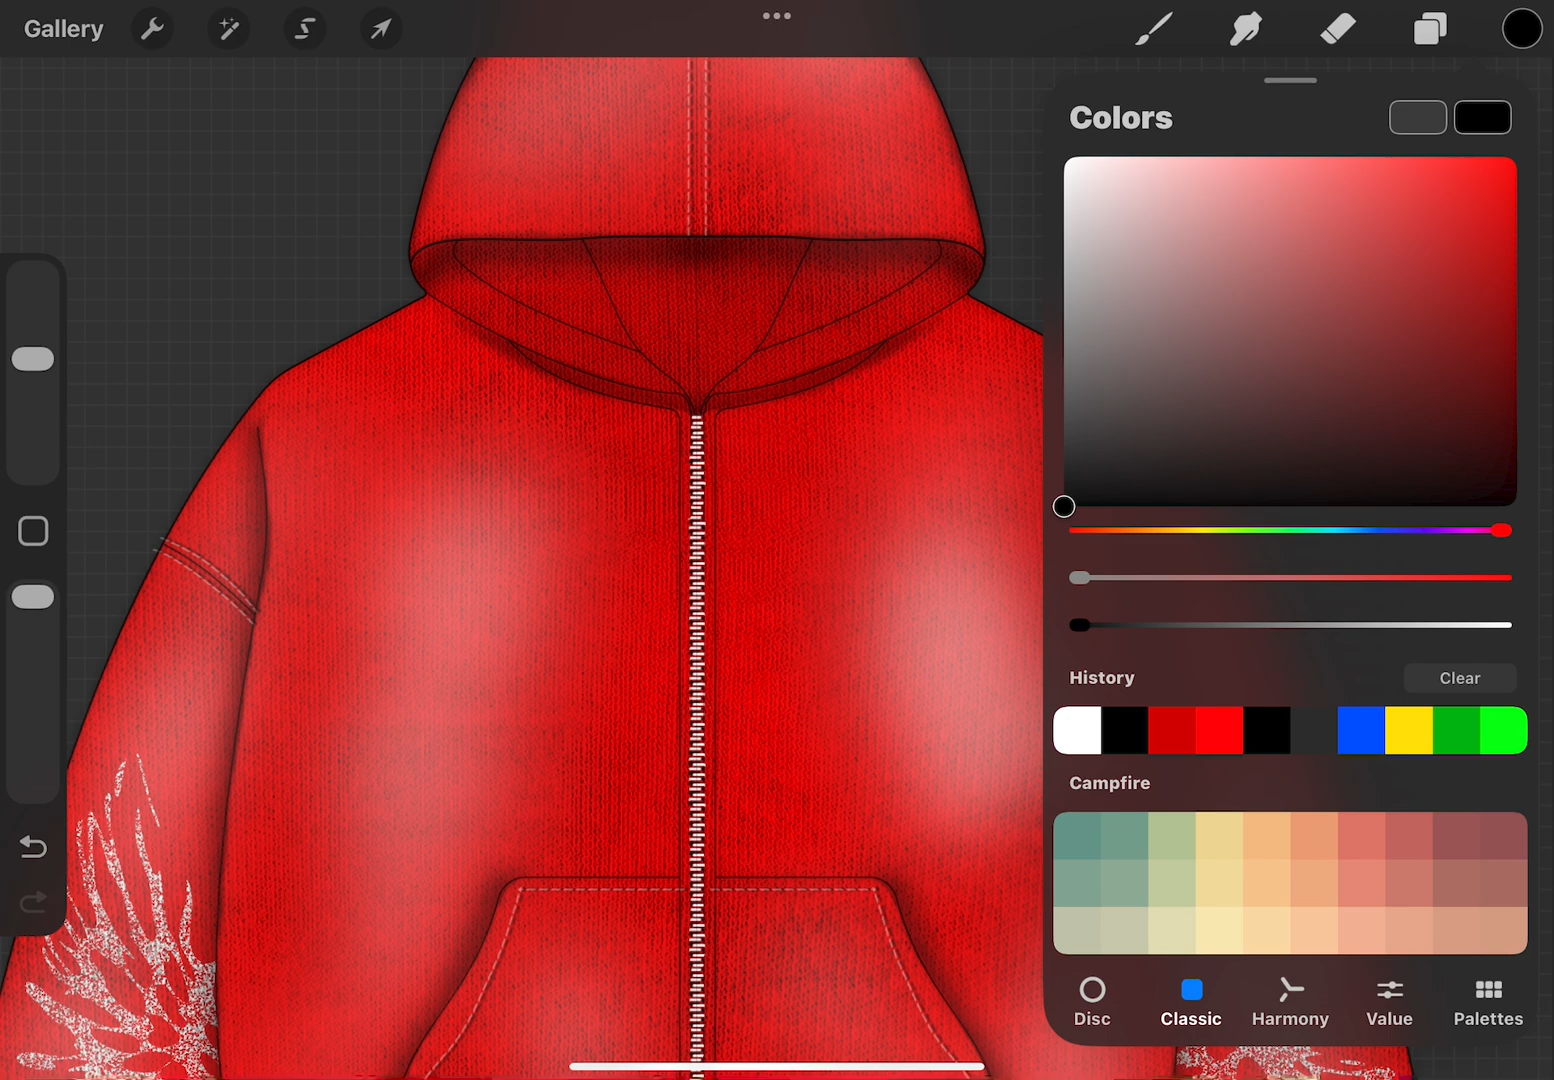 Gallery
Colors
History
Clear
Campfire
Disc
Classic
Harmony
Value
Palettes